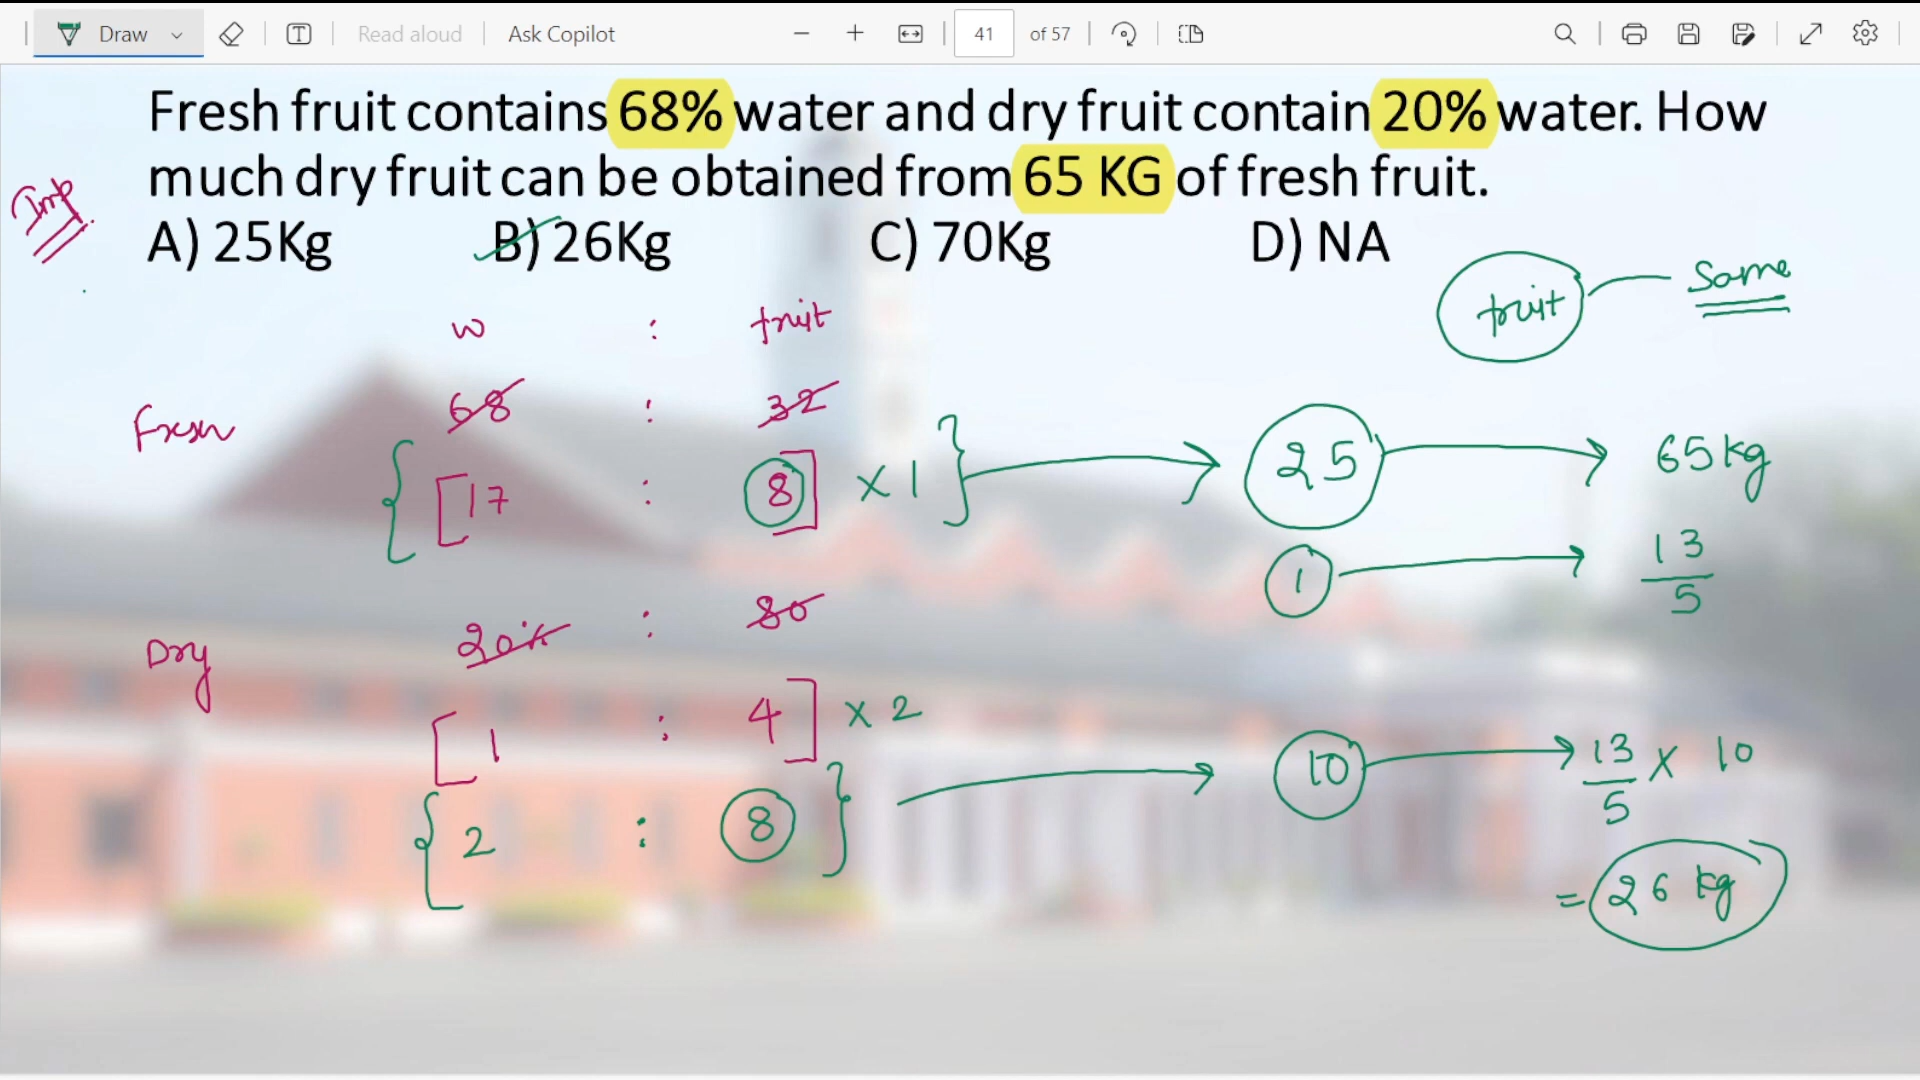 Draw
Read aloud
Ask Copilot
41 of 57
Fresh fruit contains 68% water and dry fruit contain 20% water. How
much dry fruit can be obtained from 65 KG of fresh fruit.
A) 25Kg B) 26Kg C) 70Kg D) NA
Imp
fruit Same
w : fruit
Fresh 68 : 32
[17 : 8] x 1 25 65 kg
1 13/5
Dry 20% : 80
[1 : 4] x 2
10 13/5 x 10
2 : 8
= 26 kg